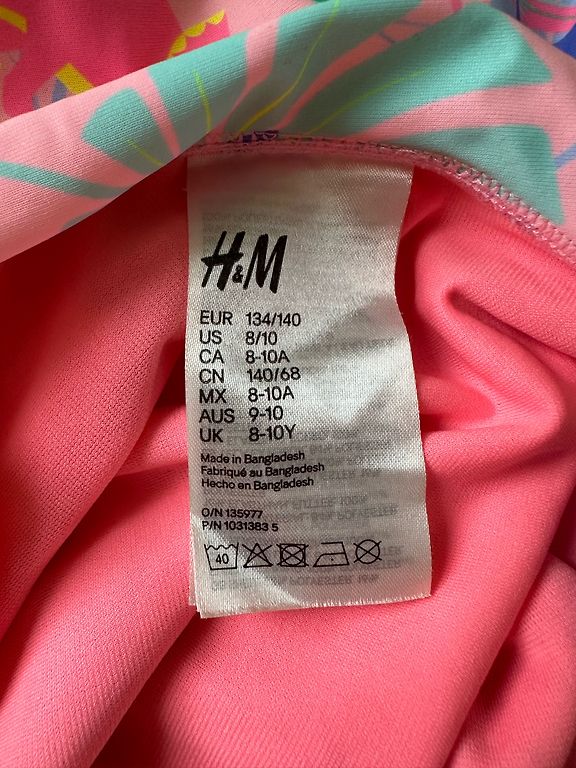 H&M
EUR 134/140
US 8/10
CA 8-10A
CN 140/68
MX 8-10A
AUS 9-10
UK 8-10Y
Made in Bangladesh
Fabriqué au Bangladesh
Hecho en Bangladesh
O/N 135977
P/N 1031383 5
40